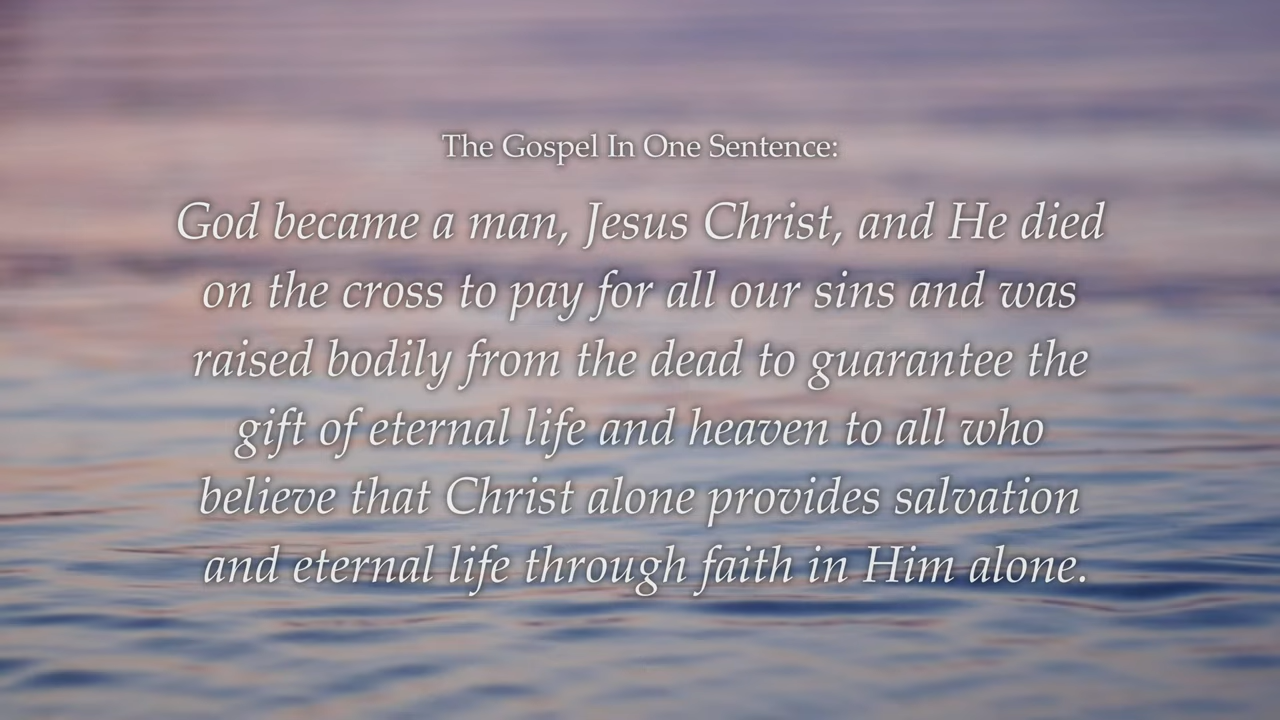 The Gospel In One Sentence:
God became a man, Jesus Christ, and He died
on the cross to pay for all our sins and was
raised bodily from the dead to guarantee the
gift of eternal life and heaven to all who
believe that Christ alone provides salvation
and eternal life through faith in Him alone.